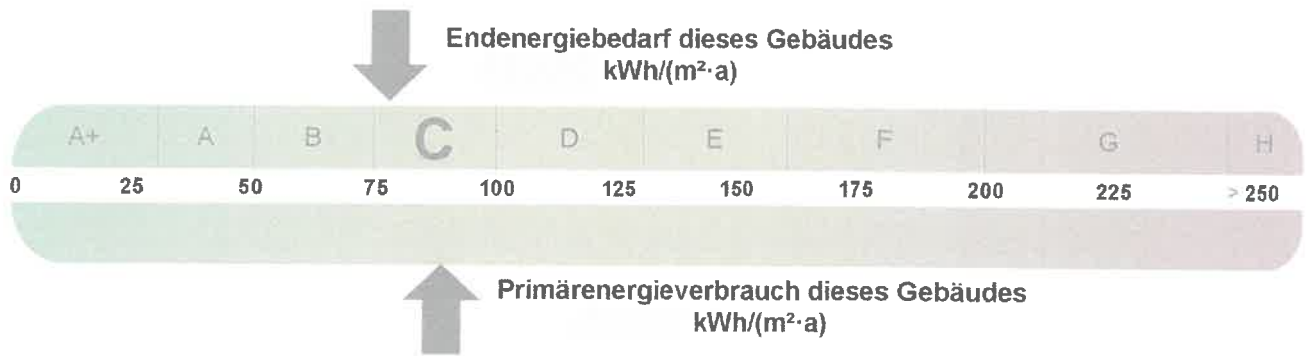 Endenergiebedarf dieses Gebäudes
kWh/(m²·a)
A+ A B C D E F G H
0 25 50 75 100 125 150 175 200 225 > 250
Primärenergieverbrauch dieses Gebäudes
kWh/(m²·a)